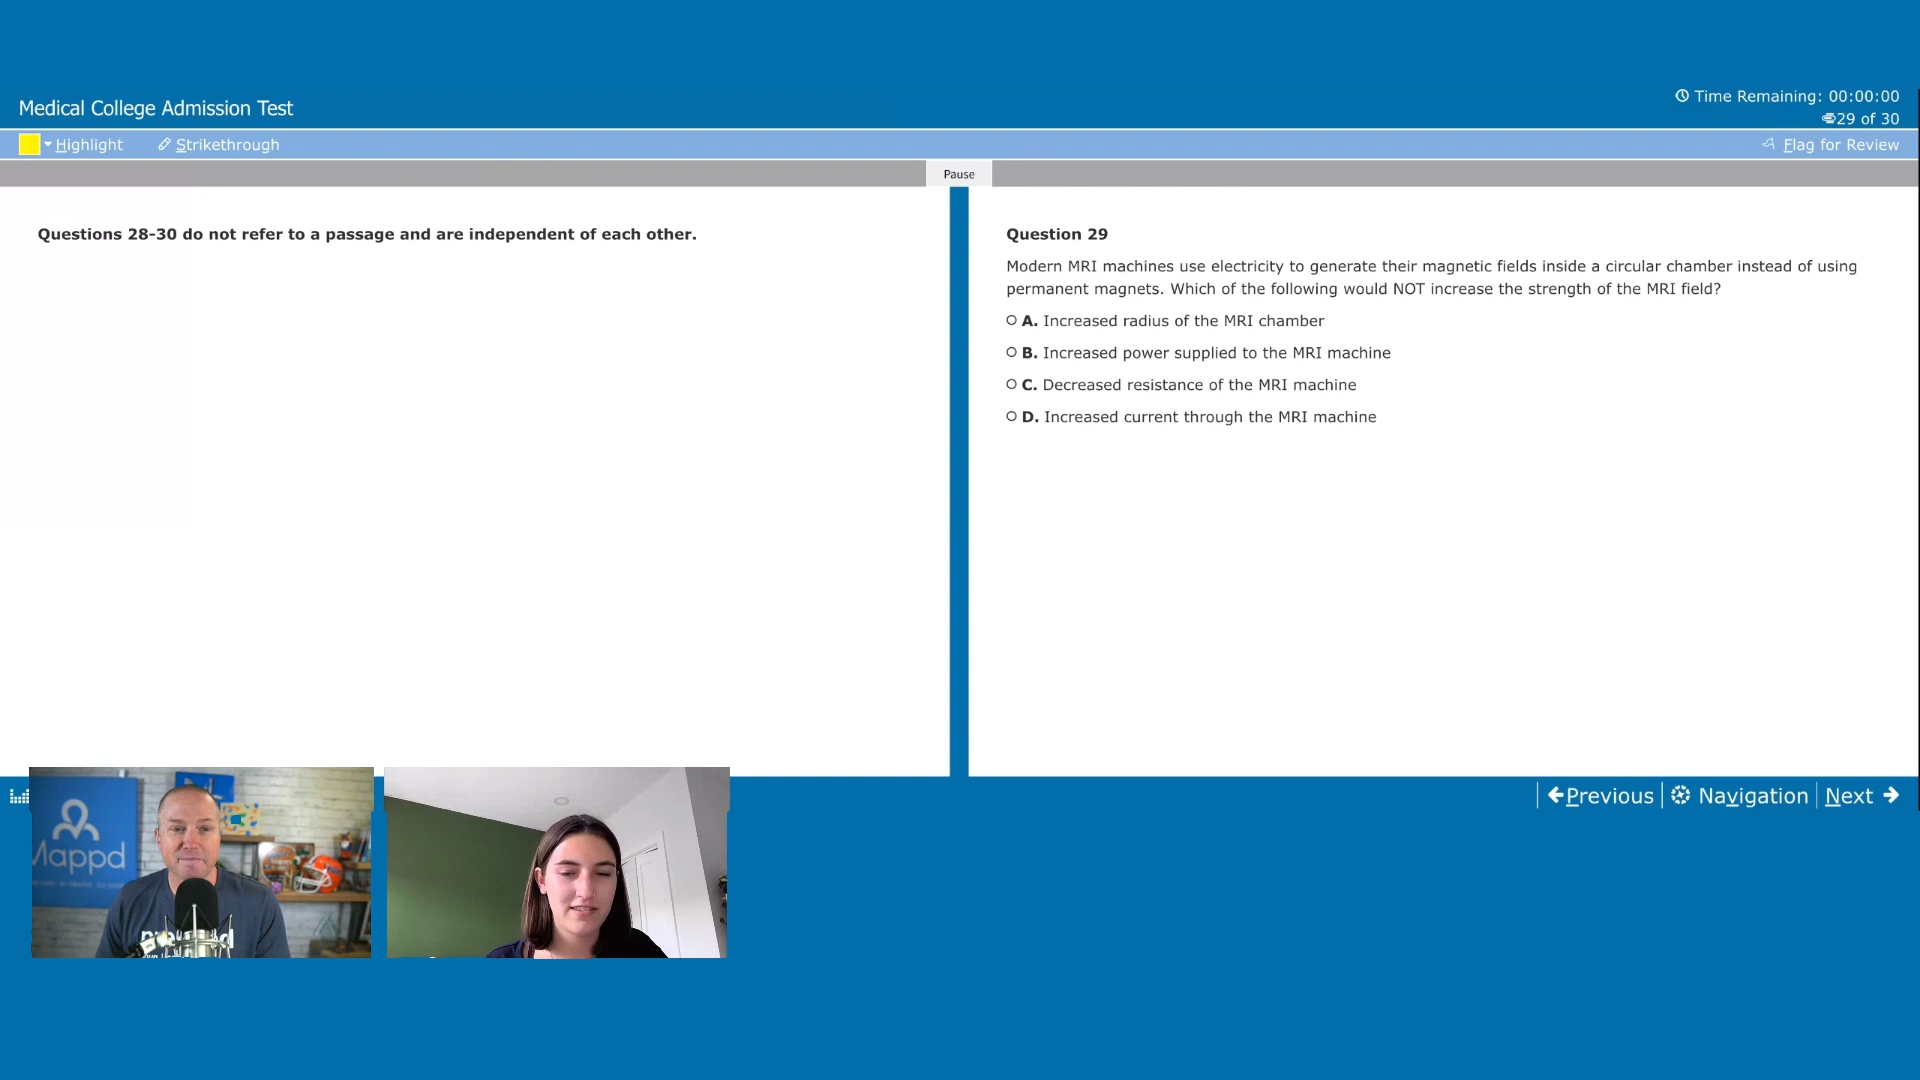 Medical College Admission Test
Time Remaining: 00:00:00
29 of 30
Highlight
Strikethrough
Flag for Review
Pause
Questions 28-30 do not refer to a passage and are independent of each other.
Question 29
Modern MRI machines use electricity to generate their magnetic fields inside a circular chamber instead of using
permanent magnets. Which of the following would NOT increase the strength of the MRI field?
A. Increased radius of the MRI chamber
B. Increased power supplied to the MRI machine
C. Decreased resistance of the MRI machine
D. Increased current through the MRI machine
Previous
Navigation
Next
Mappd